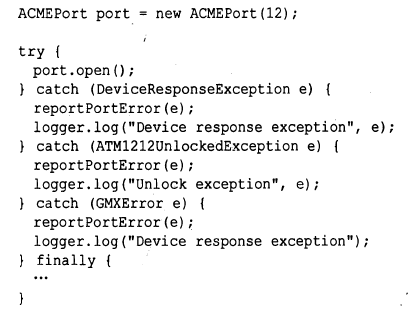 ACMEPort port = new ACMEPort(12);
try {
port.open();
} catch (DeviceResponseException e) {
reportPortError(e);
logger.log("Device response exception", e);
} catch (ATM1212UnlockedException e) {
reportPortError(e);
logger.log("Unlock exception", e);
} catch (GMXError e) {
reportPortError(e);
logger.log("Device response exception");
} finally {
…
}